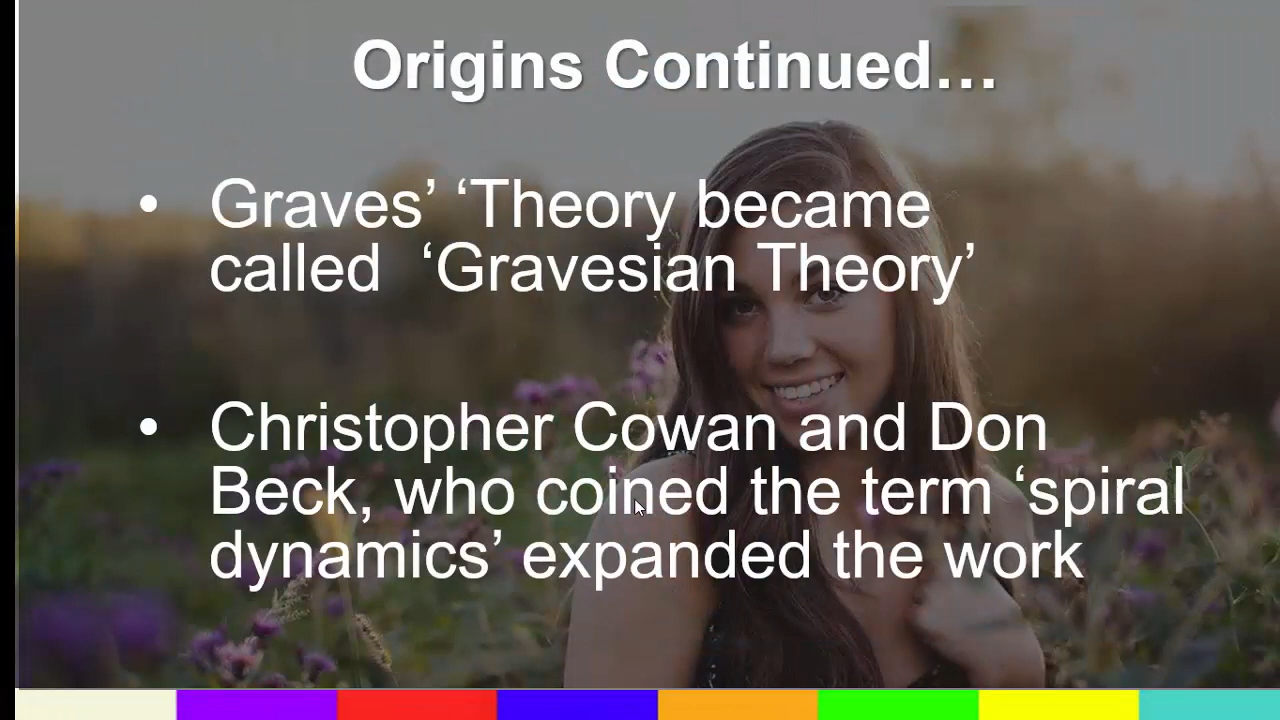 Origins Continued…
• Graves’ ‘Theory became
called ‘Gravesian Theory’
• Christopher Cowan and Don
Beck, who coined the term ‘spiral
dynamics’ expanded the work